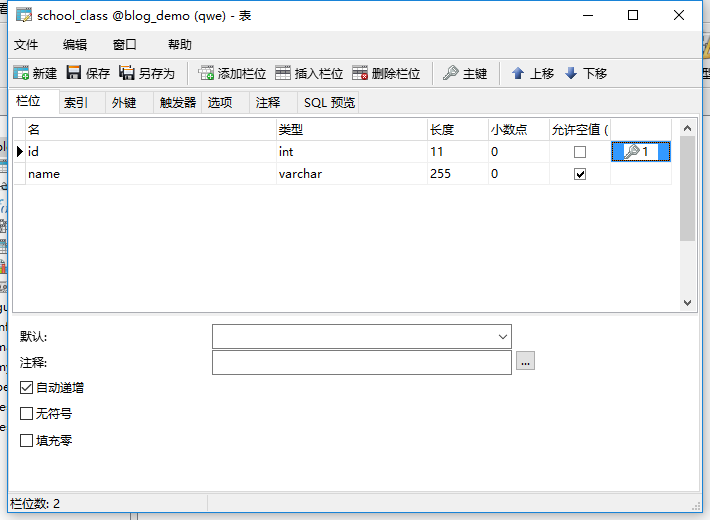 school_class @blog_demo (qwe) - 表
文件 编辑 窗口 帮助
新建 保存 另存为 添加栏位 插入栏位 删除栏位 主键 上移 下移
栏位 索引 外键 触发器 选项 注释 SQL 预览
名 类型 长度 小数点 允许空值 (
id int 11 0 1
name varchar 255 0
默认:
注释: ...
自动递增
无符号
填充零
栏位数: 2